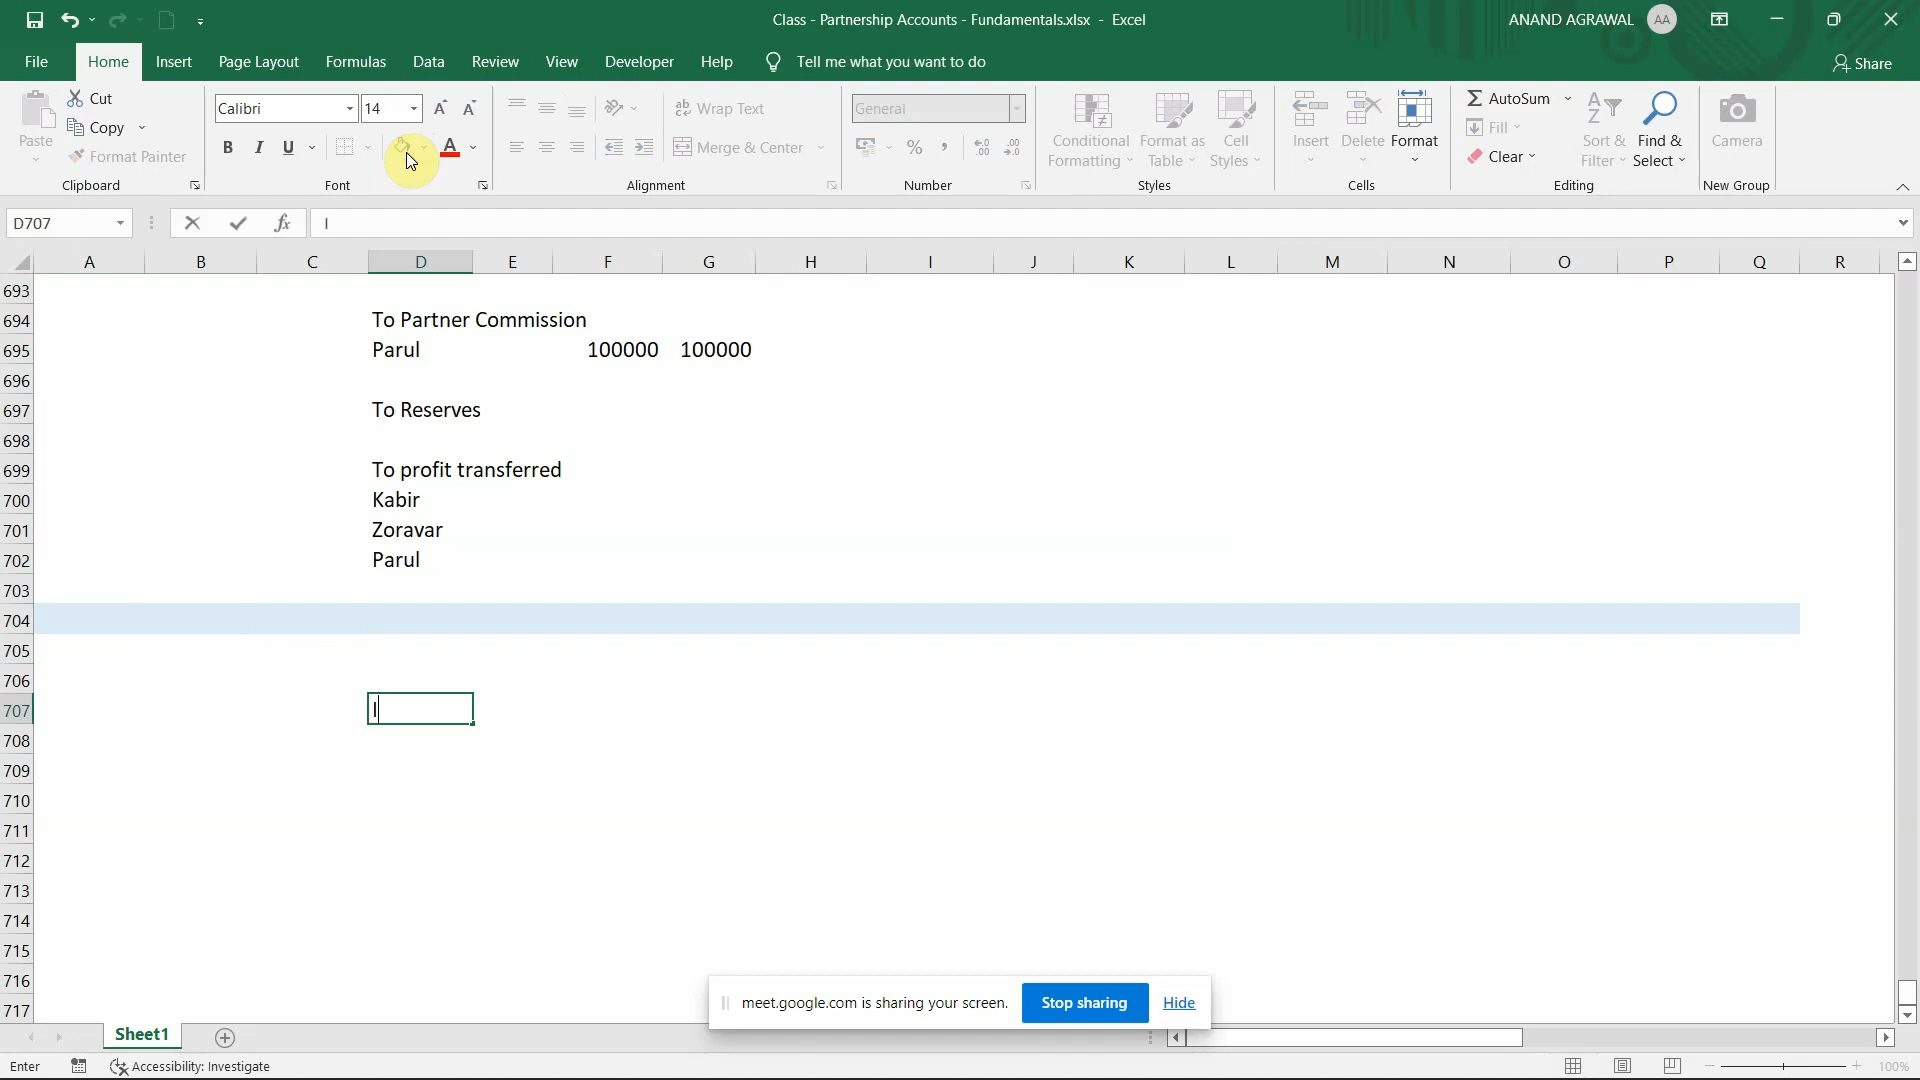 Class - Partnership Accounts - Fundamentals.xlsx - Excel
ANAND AGRAWAL AA
File Home Insert Page Layout Formulas Data Review View Developer Help Tell me what you want to do Share
Paste Cut Copy Format Painter
Clipboard
Calibri 14
B I U A
Font
ab Wrap Text
Merge & Center
Alignment
General
% ,
Number
Conditional Formatting Format as Table Cell Styles
Styles
Insert Delete Format
Cells
AutoSum Fill Clear Sort & Filter Find & Select
Editing
Camera
New Group
D707 fx I
A B C D E F G H I J K L M N O P Q R
693
694 To Partner Commission
695 Parul 100000 100000
696
697 To Reserves
698
699 To profit transferred
700 Kabir
701 Zoravar
702 Parul
703
704
705
706
707 I
708
709
710
711
712
713
714
715
716
717
meet.google.com is sharing your screen. Stop sharing Hide
Sheet1
Enter Accessibility: Investigate 100%